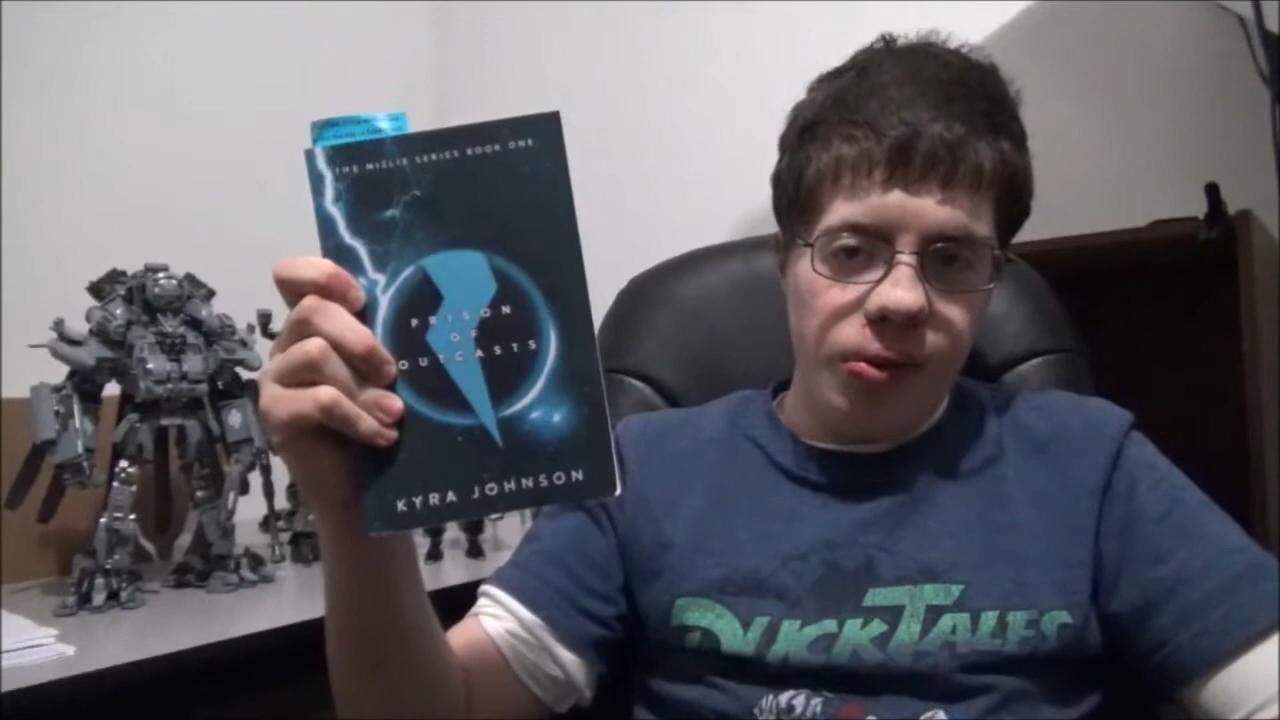 THE MIZLIE SERIES BOOK ONE
PRISON
OF
OUTCASTS
KYRA JOHNSON
DUCKTALES